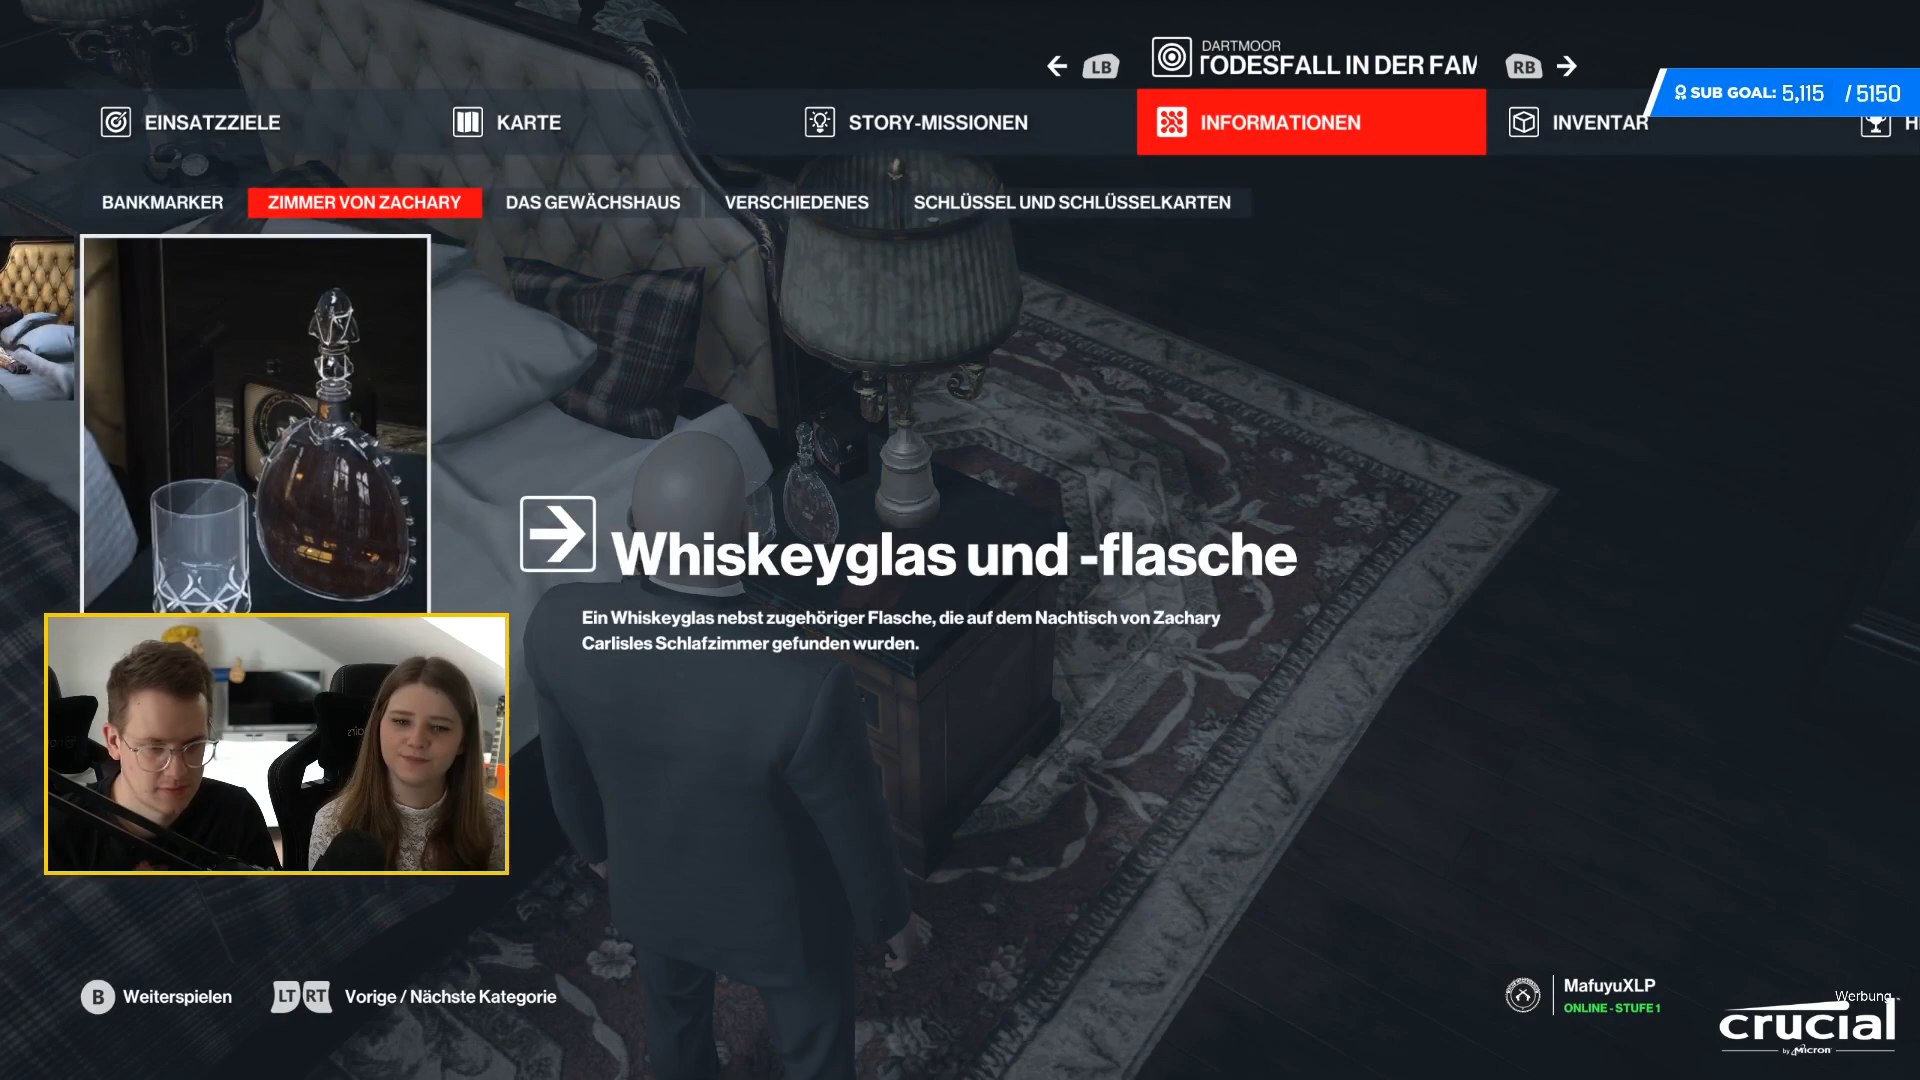 DARTMOOR
TODESFALL IN DER FAM
LB
RB
SUB GOAL: 5,115 / 5150
EINSATZZIELE
KARTE
STORY-MISSIONEN
INFORMATIONEN
INVENTAR
H
BANKMARKER
ZIMMER VON ZACHARY
DAS GEWÄCHSHAUS
VERSCHIEDENES
SCHLÜSSEL UND SCHLÜSSELKARTEN
Whiskeyglas und -flasche
Ein Whiskeyglas nebst zugehöriger Flasche, die auf dem Nachtisch von Zachary
Carlisles Schlafzimmer gefunden wurden.
B Weiterspielen
LT RT Vorige / Nächste Kategorie
MafuyuXLP
ONLINE - STUFE 1
Werbung
crucial
by Micron